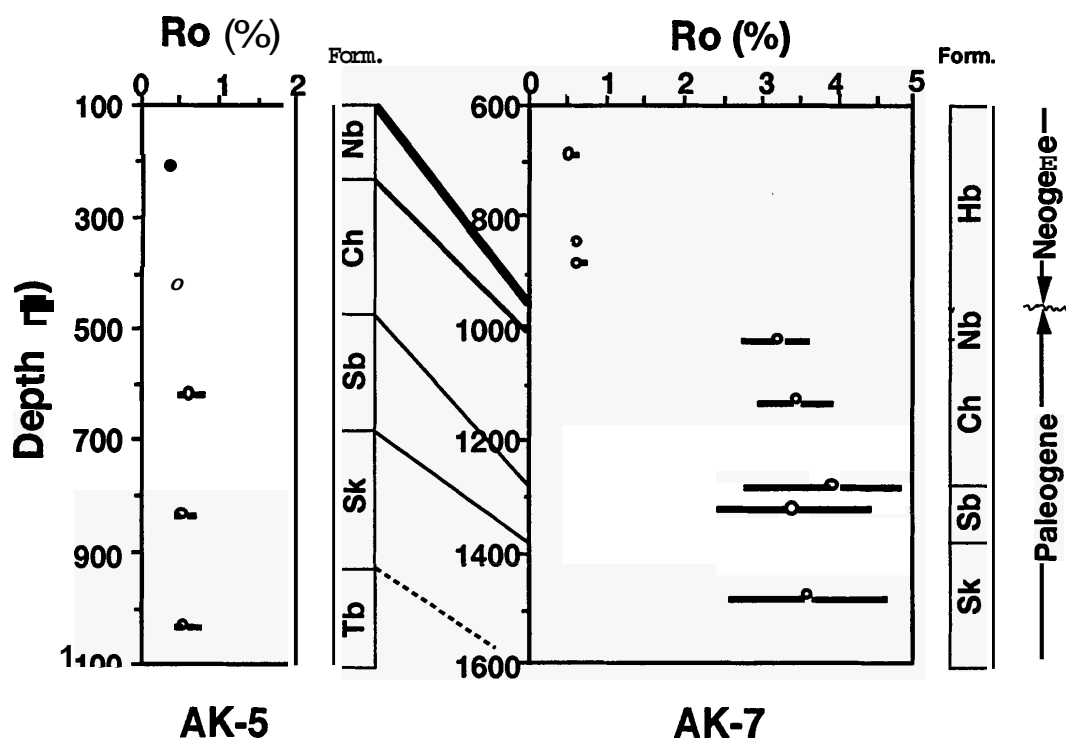 Ro (%)
Form.
Ro (%)
Form.
0 2
0 1 2 3 4 5
100
300
500
700
900
1100
Depth
Nb
Ch
Sb
Sk
Tb
600
800
1000
1200
1400
1600
Hb
Nb
Ch
Sb
Sk
Neogene
Paleogene
AK-5
AK-7